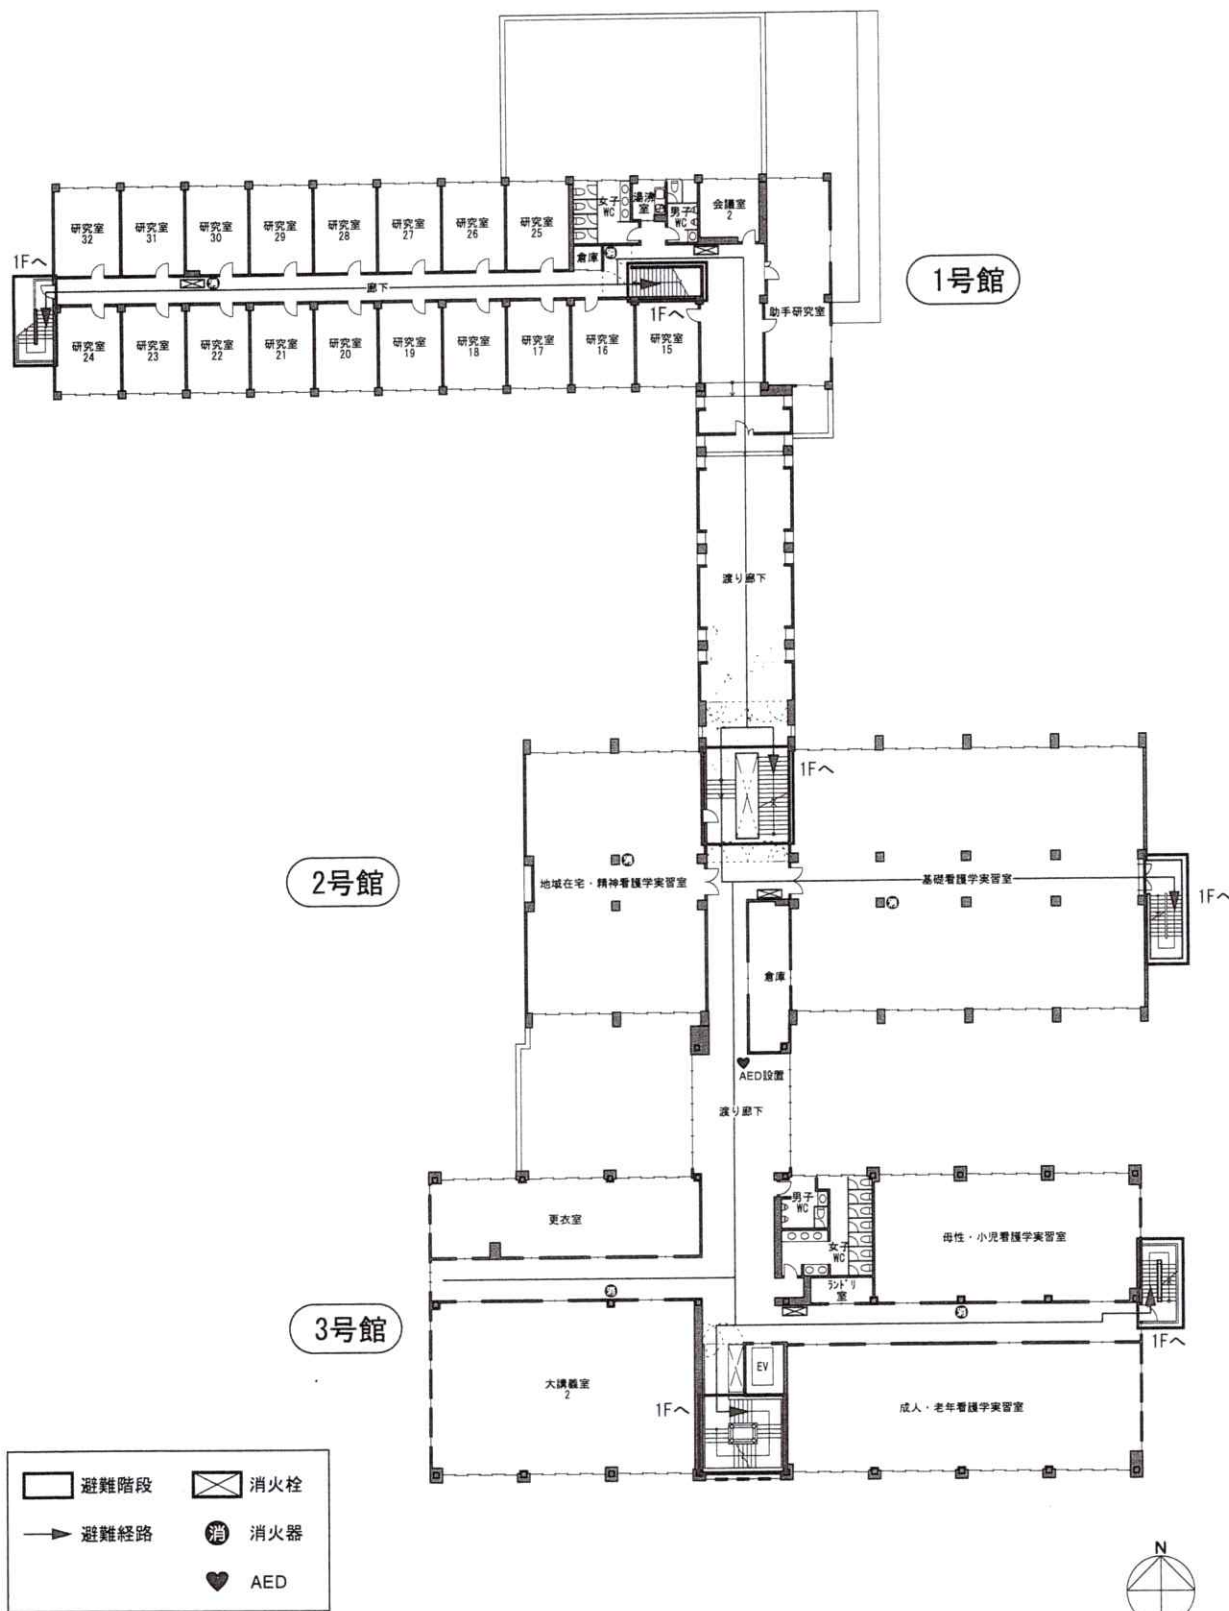 女子
WC
湯沸
室
男子
WC
会議室
2
研究室
32
研究室
31
研究室
30
研究室
29
研究室
28
研究室
27
研究室
26
研究室
25
倉庫
1Fへ
消
消
廊下
1Fへ
1号館
助手研究室
研究室
24
研究室
23
研究室
22
研究室
21
研究室
20
研究室
19
研究室
18
研究室
17
研究室
16
研究室
15
渡り廊下
1Fへ
2号館
消
地域在宅・精神看護学実習室
基礎看護学実習室
消
1Fへ
倉庫
AED設置
渡り廊下
男子
WC
女子
WC
更衣室
母性・小児看護学実習室
ランドリ
室
消
消
3号館
1Fへ
EV
大講義室
2
1Fへ
成人・老年看護学実習室
避難階段
消火栓
避難経路
消 消火器
AED
N